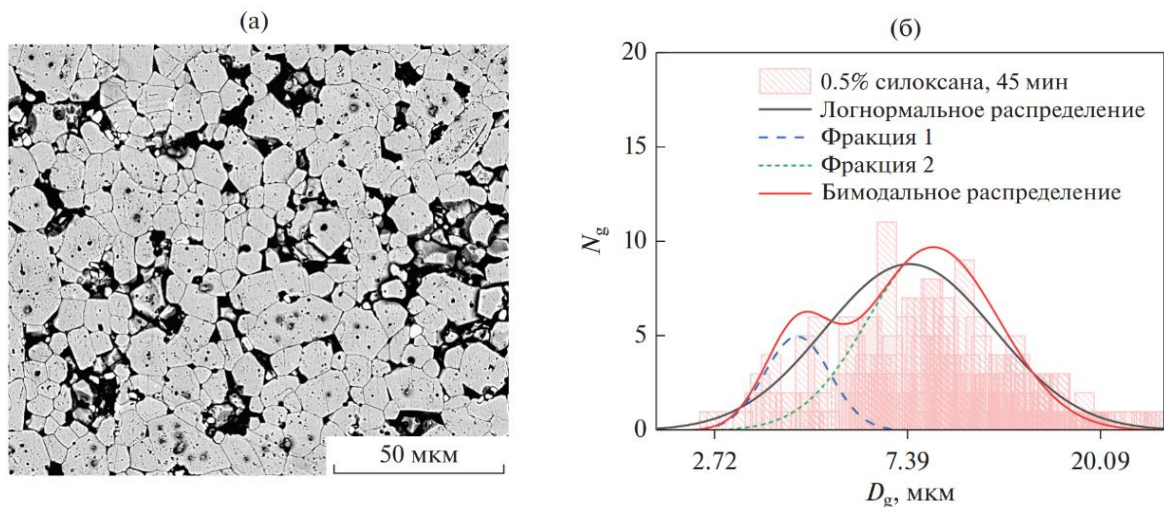 (а)
50 мкм
(б)
20
15
10
5
0
N_g
0.5% силоксана, 45 мин
Логнормальное распределение
Фракция 1
Фракция 2
Бимодальное распределение
2.72 7.39 20.09
D_g, мкм